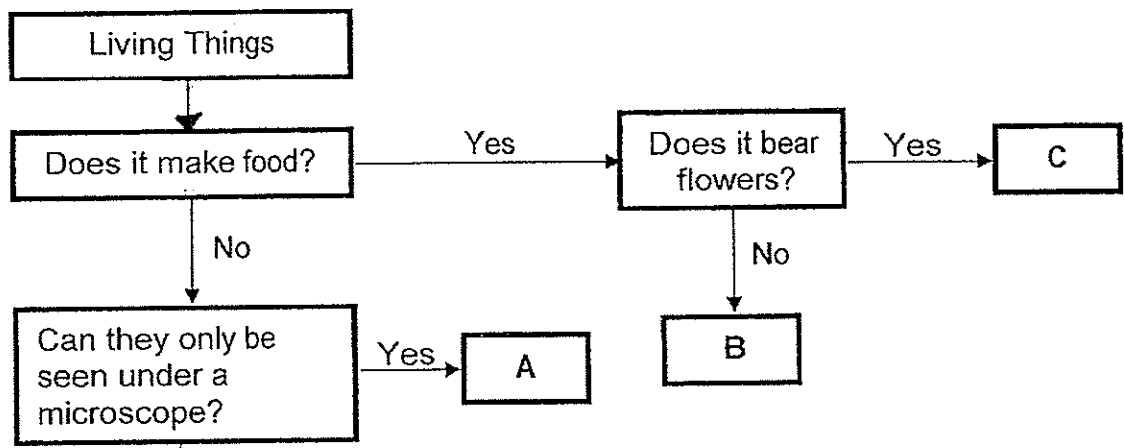 Living Things
Does it make food?
Yes
Does it bear
flowers?
Yes
C
No
No
Can they only be
seen under a
microscope?
Yes
A
B